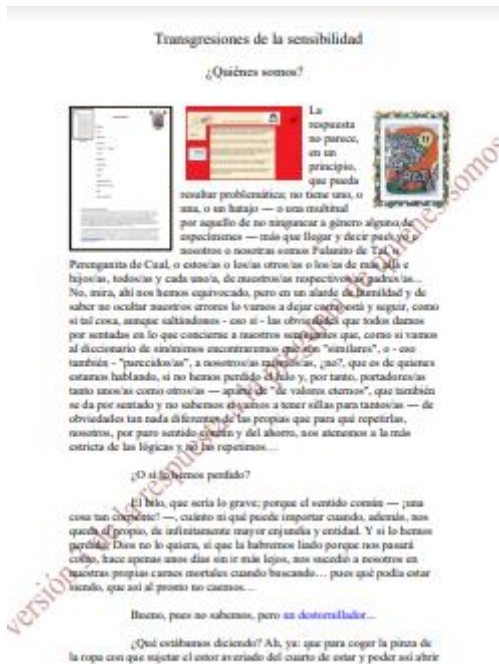 Transgresiones de la sensibilidad
¿Quiénes somos?
La
respuesta
no parece,
en un
principio,
que pueda
resultar problemática; no tiene uno, o
una, o un hatajo — o una multitud
por aquello de no ningunear a género alguno de
especímenes — más que llegar y decir pues yo o
nosotros o nosotras somos Fulanito de Tal o
Perenganita de Cual, o estos/as o los/as otros/as o los/as de más allá e
hijos/as, todos/as y cada uno/a, de nuestros/as respectivos/as padres/as...
No, mira, ahí nos hemos equivocado, pero en un alarde de humildad y de
saber no ocultar nuestros errores lo vamos a dejar como está y seguir, como
si tal cosa, aunque saltándonos - eso sí - las obviedades que todos damos
por sentadas en lo que concierne a nuestros semejantes que, como si vamos
al diccionario de sinónimos encontraremos que son "similares", o - eso
también - "parecidos/as", a nosotros/as mismos/as, ¿no?, que es de quienes
estamos hablando, si no hemos perdido el hilo y, por tanto, portadores/as
tanto unos/as como otros/as — aparte de "de valores eternos", que también
se da por sentado y no sabemos si vamos a tener sillas para tantos/as — de
obviedades tan nada diferentes de las propias que para qué repetirlas,
nosotros, por puro sentido común y del ahorro, nos atenemos a la más
estricta de las lógicas y no las repetimos…
¿O sí lo hemos perdido?
El hilo, que sería lo grave; porque el sentido común — ¡una
cosa tan corriente! —, cuánto ni qué puede importar cuando, además, nos
queda el propio, de infinitamente mayor enjundia y entidad. Y si lo hemos
perdido, Dios no lo quiera, sí que la habremos liado porque nos pasará
como, hace apenas unos días sin ir más lejos, nos sucedió a nosotros en
nuestras propias carnes mortales cuando buscando… pues qué podía estar
siendo, que así al pronto no caemos…
Bueno, pues no sabemos, pero un destornillador…
¿Qué estábamos diciendo? Ah, ya: que para coger la pinza de
la ropa con que sujetar el estor averiado del cuarto de estar y poder así abrir
versión de la respuesta a la pregunta de quiénes somos